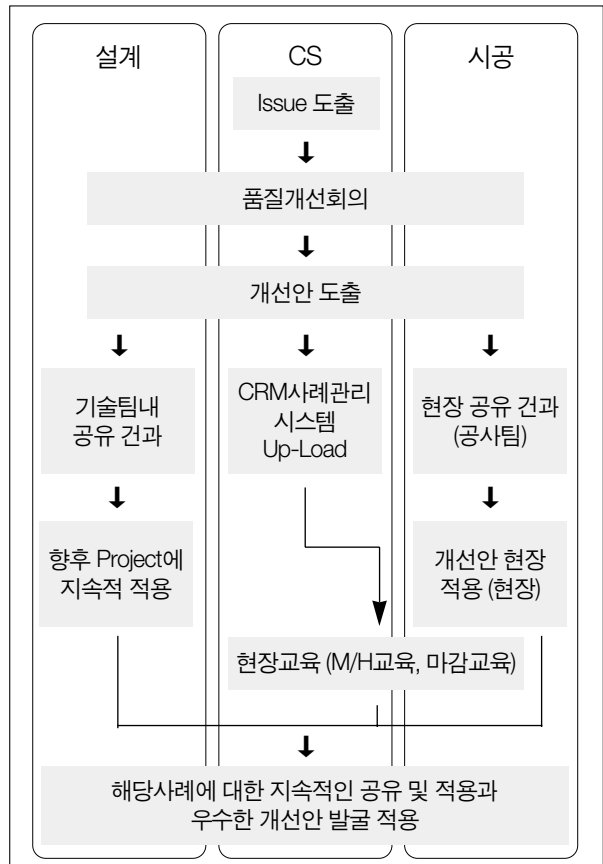 설계
CS
시공
Issue 도출
품질개선회의
개선안 도출
기술팀내
공유 건과
CRM사례관리
시스템
Up-Load
현장 공유 건과
(공사팀)
향후 Project에
지속적 적용
개선안 현장
적용 (현장)
현장교육 (M/H교육, 마감교육)
해당사례에 대한 지속적인 공유 및 적용과
우수한 개선안 발굴 적용